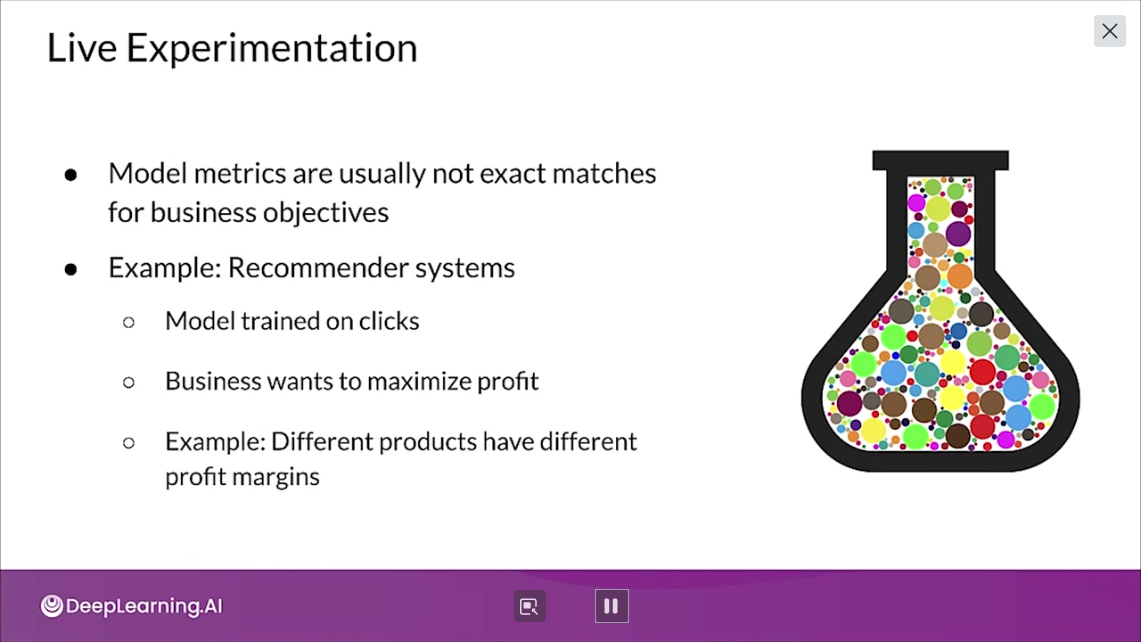 Live Experimentation
● Model metrics are usually not exact matches
for business objectives
● Example: Recommender systems
○ Model trained on clicks
○ Business wants to maximize profit
○ Example: Different products have different
profit margins
DeepLearning.AI